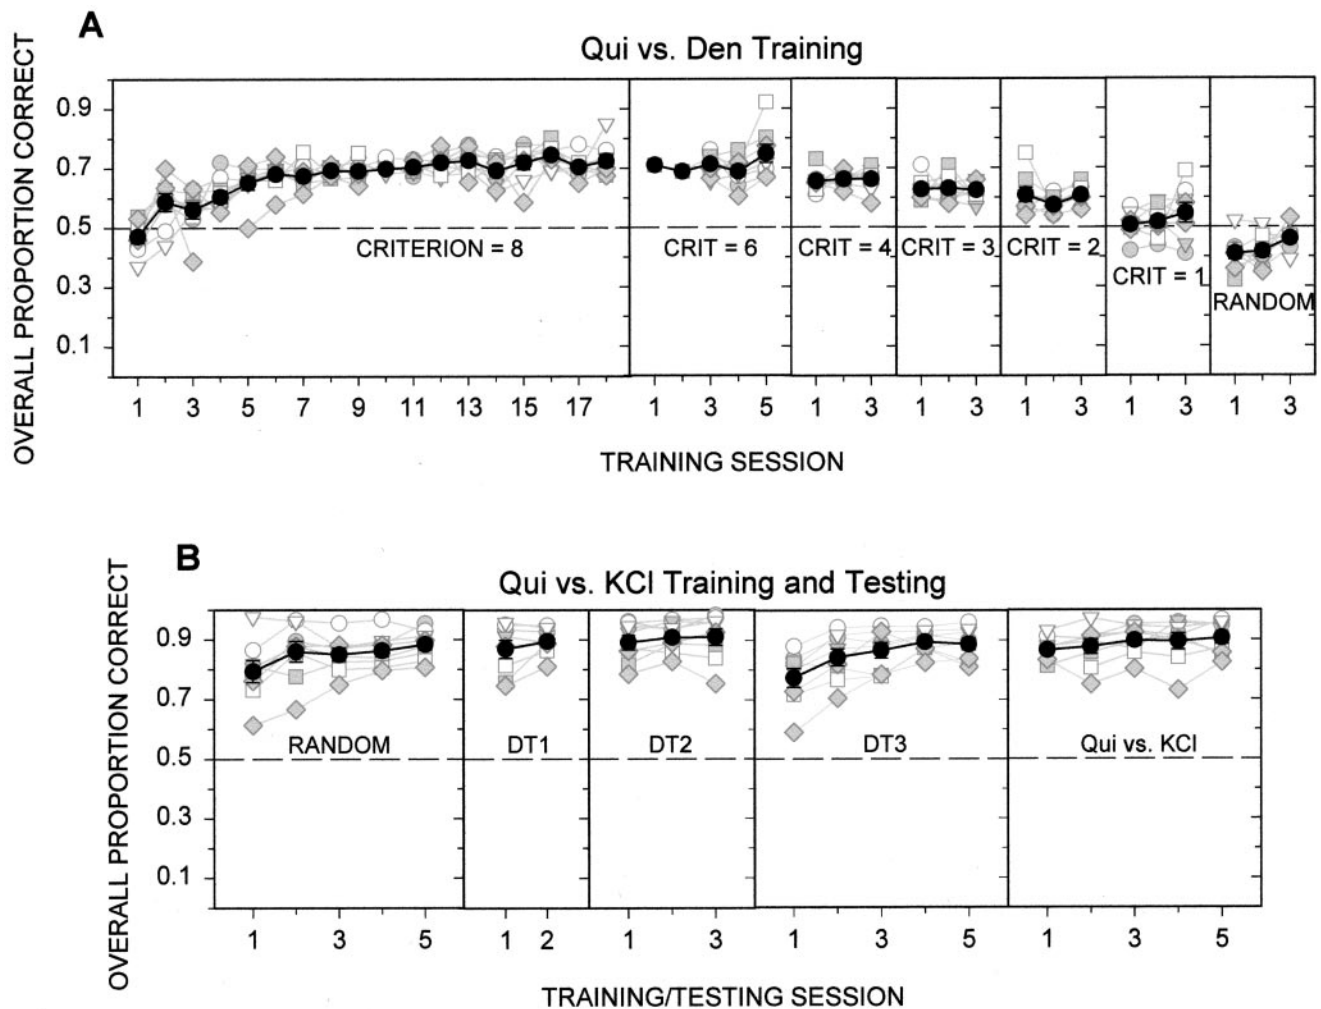 A
Qui vs. Den Training
OVERALL PROPORTION CORRECT
0.9
0.7
0.5
0.3
0.1
CRITERION = 8
CRIT = 6
CRIT = 4
CRIT = 3
CRIT = 2
CRIT = 1
RANDOM
1 3 5 7 9 11 13 15 17 1 3 5 1 3 1 3 1 3 1 3 1 3
TRAINING SESSION
B
Qui vs. KCl Training and Testing
OVERALL PROPORTION CORRECT
0.9
0.7
0.5
0.3
0.1
RANDOM DT1 DT2 DT3 Qui vs. KCl
1 3 5 1 2 1 3 1 3 5 1 3 5
TRAINING/TESTING SESSION